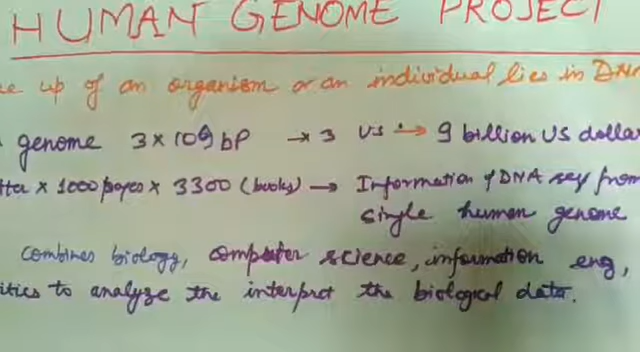 HUMAN GENOME PROJECT
up of an organism or an individual lies in DNA
genome 3 × 109 bp → 3 US → 9 billion US dollar
× 1000 pages × 3300 (books) → Information of DNA seq from
single human genome
combines biology, computer science, information eng,
to analyze the interpret the biological data.